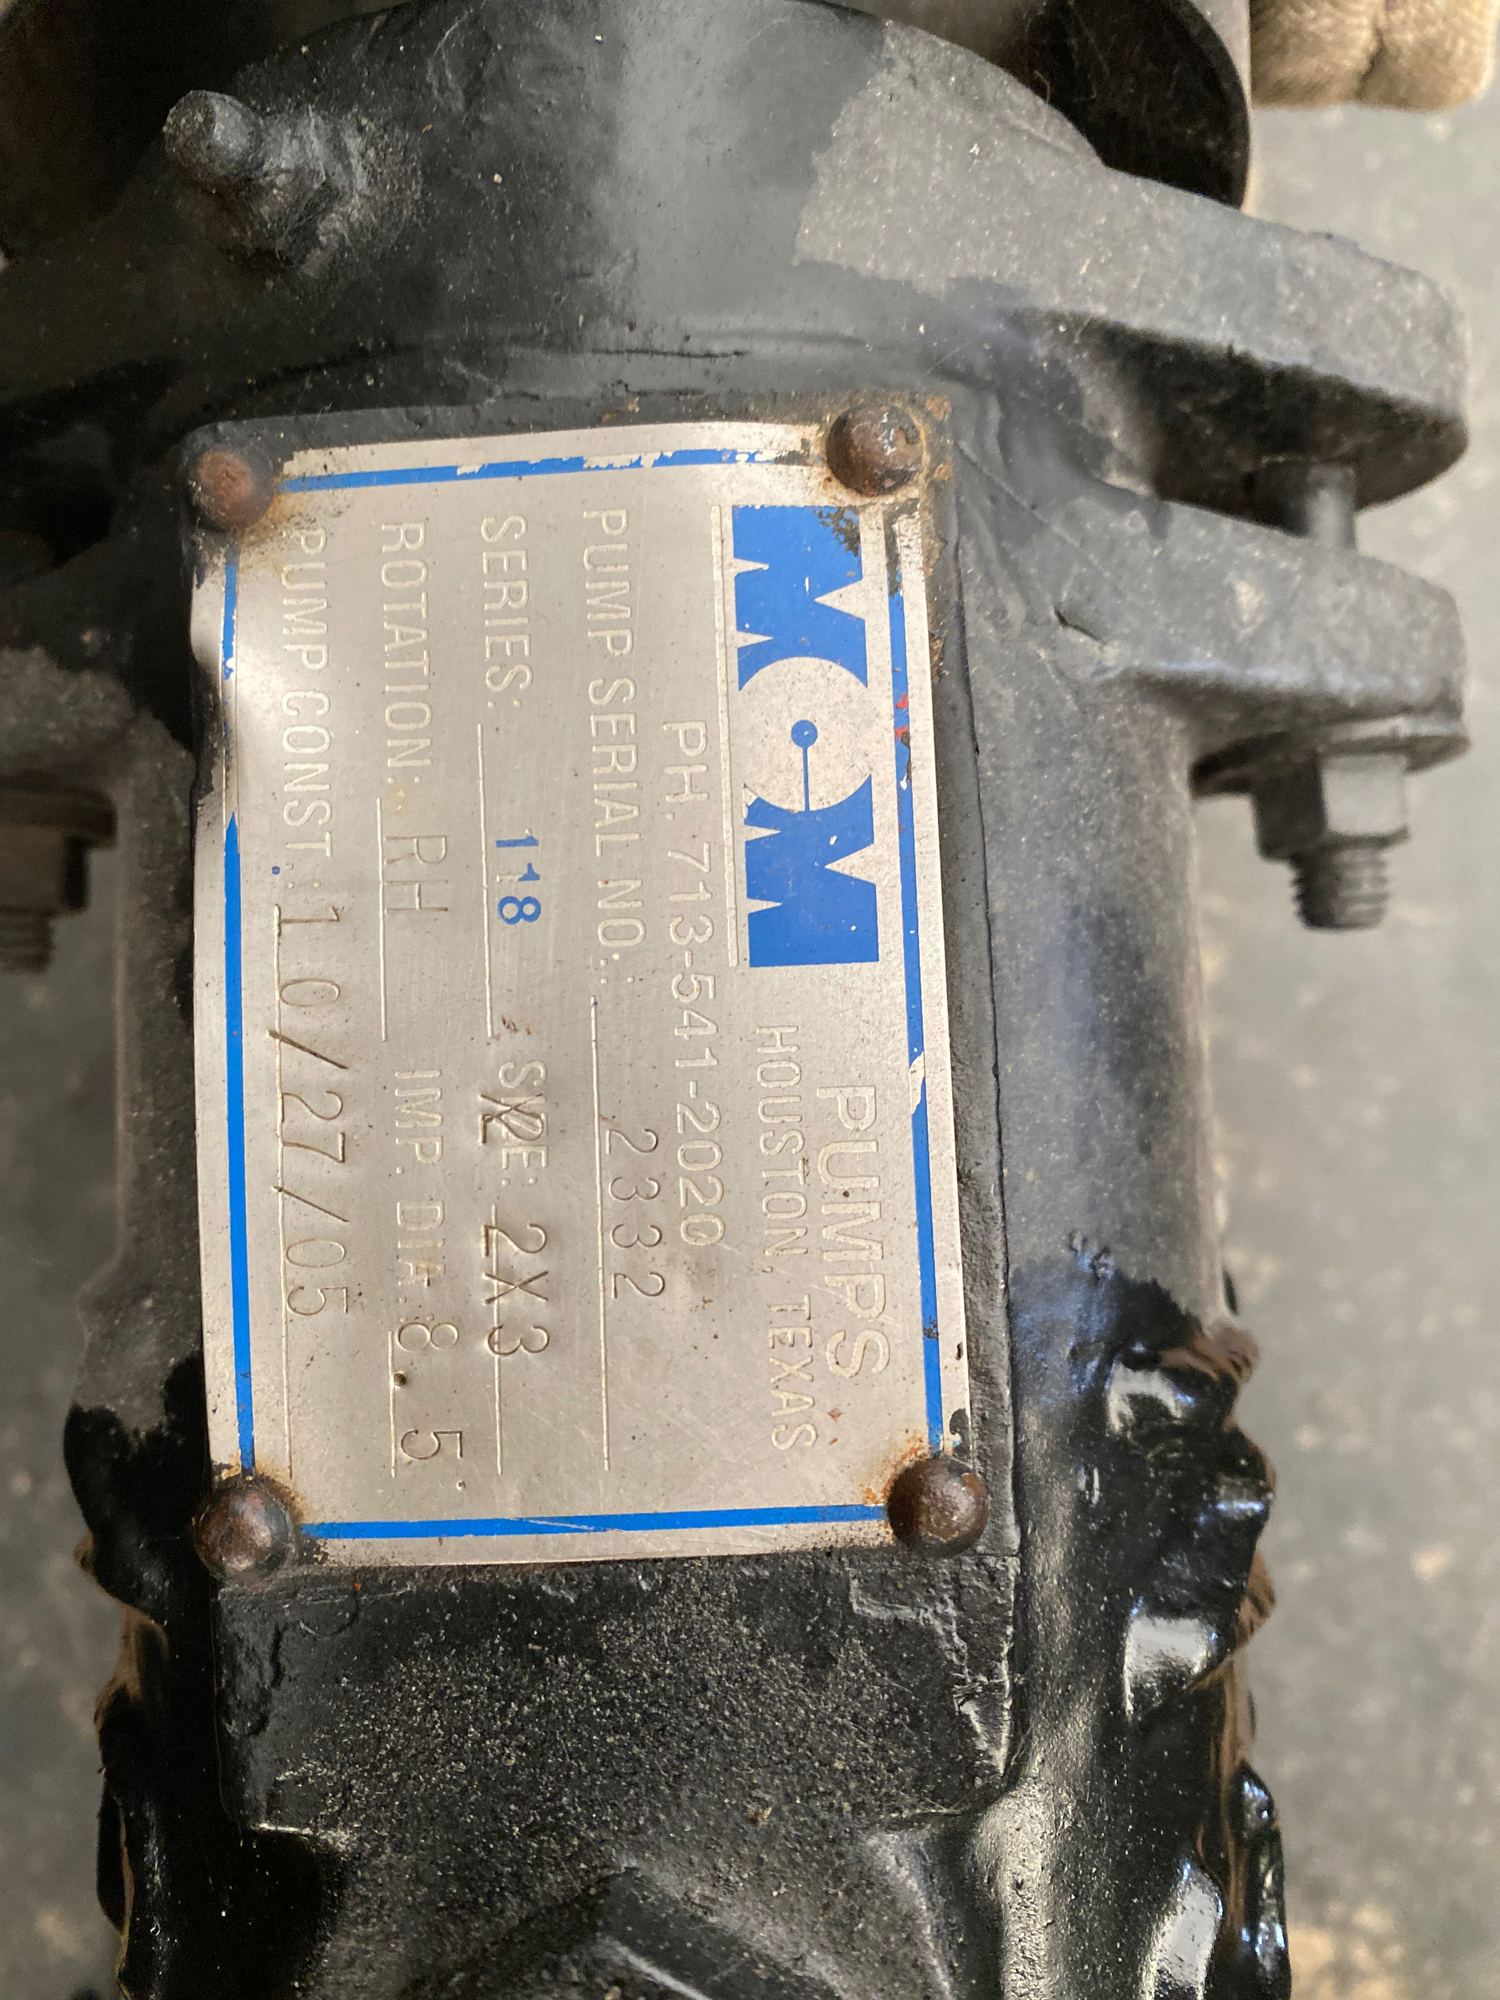 MCM PUMPS
HOUSTON, TEXAS
PH. 713-541-2020
PUMP SERIAL NO.: 2332
SERIES: 118 SIZE: 2X3
ROTATION: RH IMP. DIA. 8.5
PUMP CONST.: 10/27/05